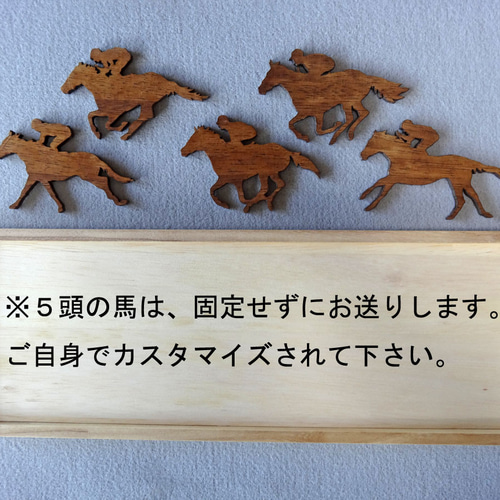 ※５頭の馬は、固定せずにお送りします。
ご自身でカスタマイズされて下さい。